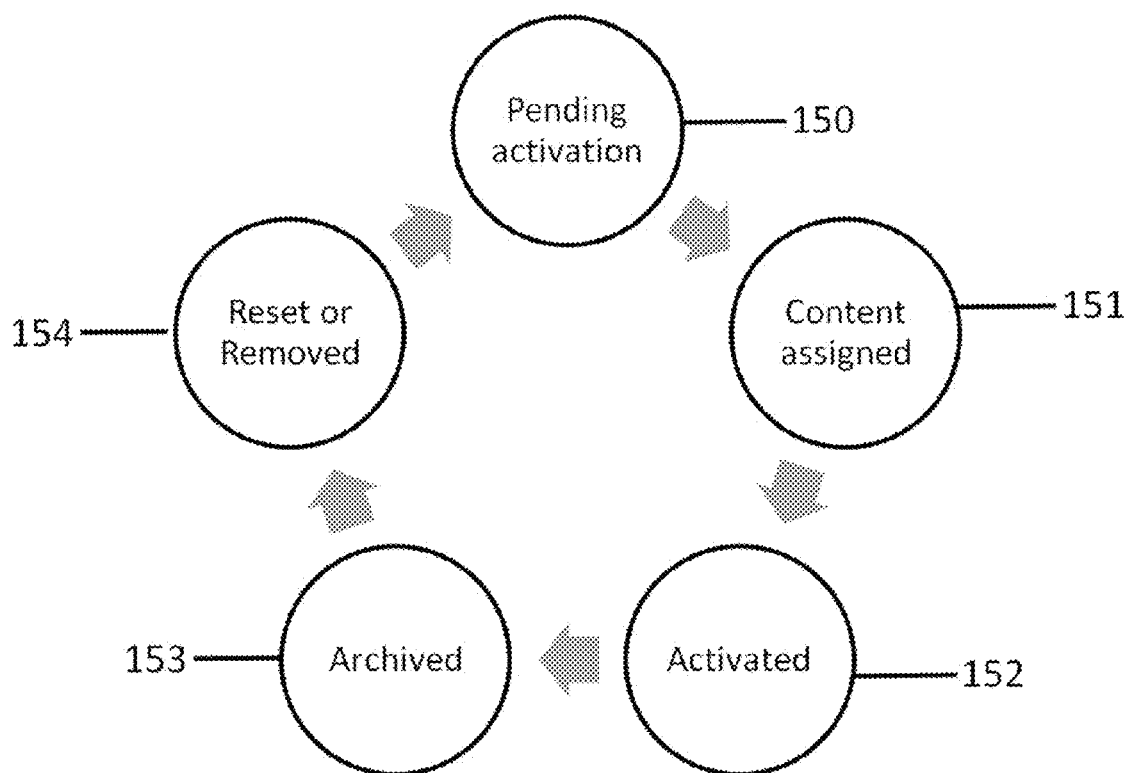 Pending
activation
150
Content
assigned
151
Activated
152
Archived
153
Reset or
Removed
154